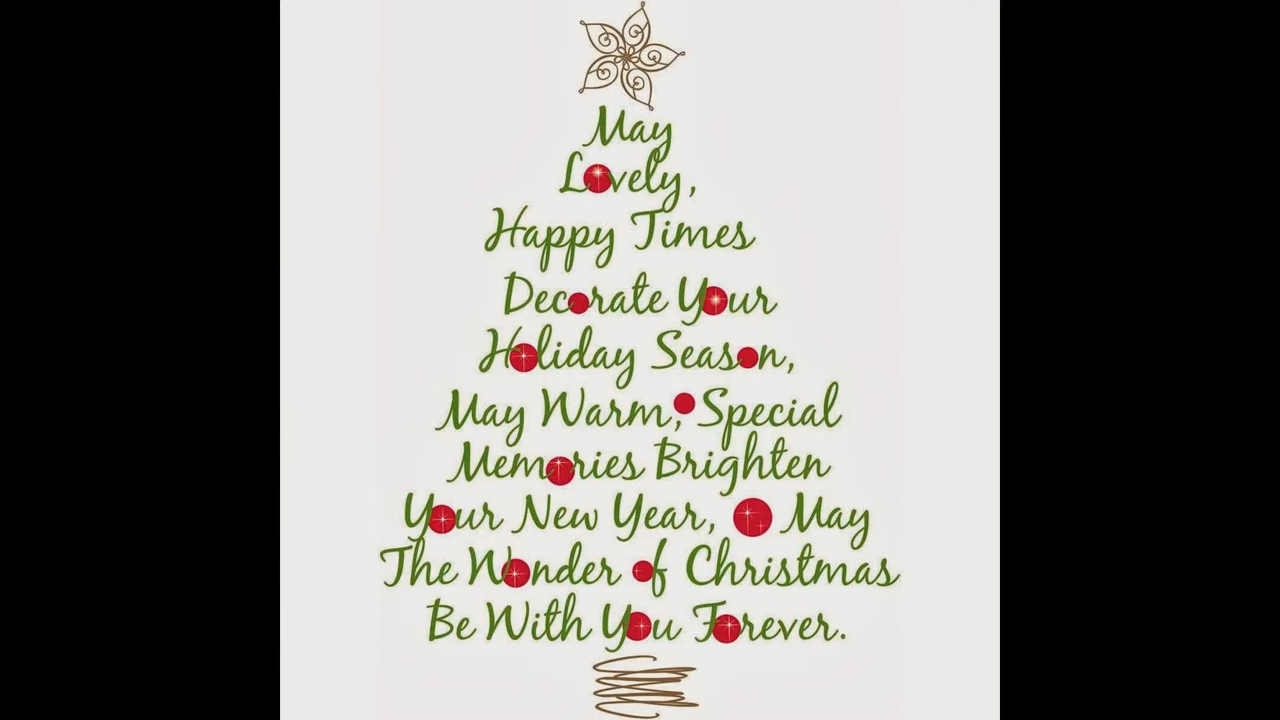 May
Lovely,
Happy Times
Decorate Your
Holiday Season,
May Warm, Special
Memories Brighten
Your New Year, May
The Wonder of Christmas
Be With You Forever.